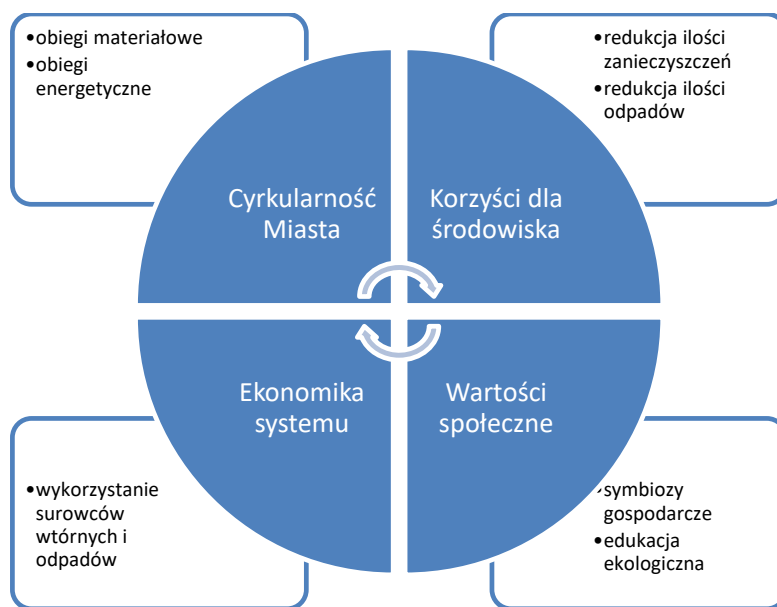 •obiegi materiałowe
•obiegi
energetyczne
•redukcja ilości
zanieczyszczeń
•redukcja ilości
odpadów
Cyrkularność
Miasta
Korzyści dla
środowiska
Ekonomika
systemu
Wartości
społeczne
•wykorzystanie
surowców
wtórnych i
odpadów
•symbiozy
gospodarcze
•edukacja
ekologiczna